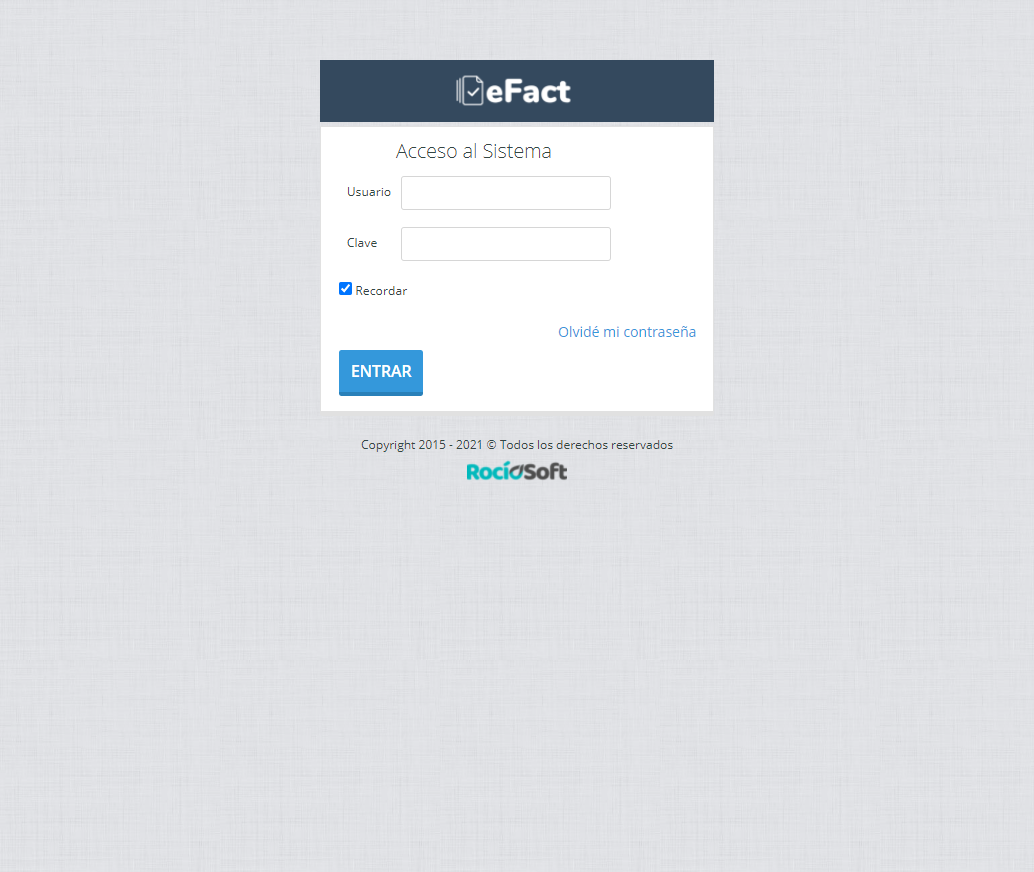 eFact
Acceso al Sistema
Usuario
Clave
Recordar
Olvidé mi contraseña
ENTRAR
Copyright 2015 - 2021 © Todos los derechos reservados
RocíoSoft